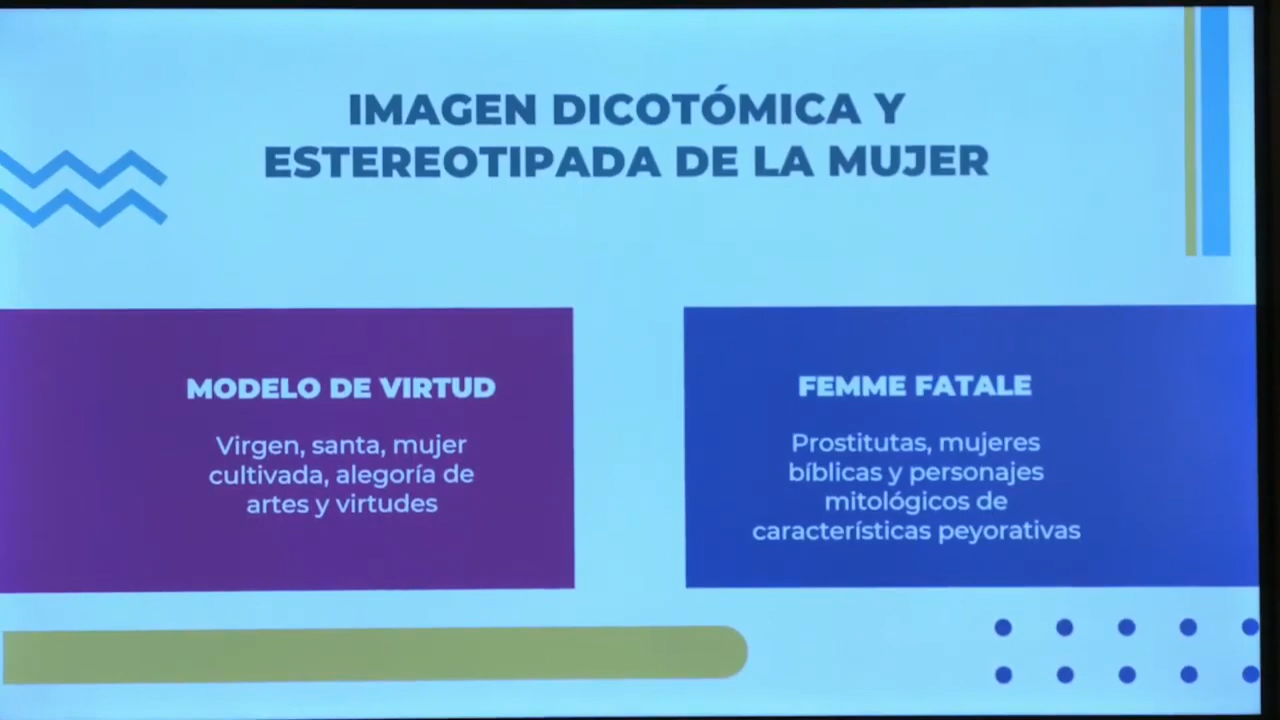 IMAGEN DICOTÓMICA Y
ESTEREOTIPADA DE LA MUJER
MODELO DE VIRTUD
Virgen, santa, mujer
cultivada, alegoría de
artes y virtudes
FEMME FATALE
Prostitutas, mujeres
bíblicas y personajes
mitológicos de
características peyorativas